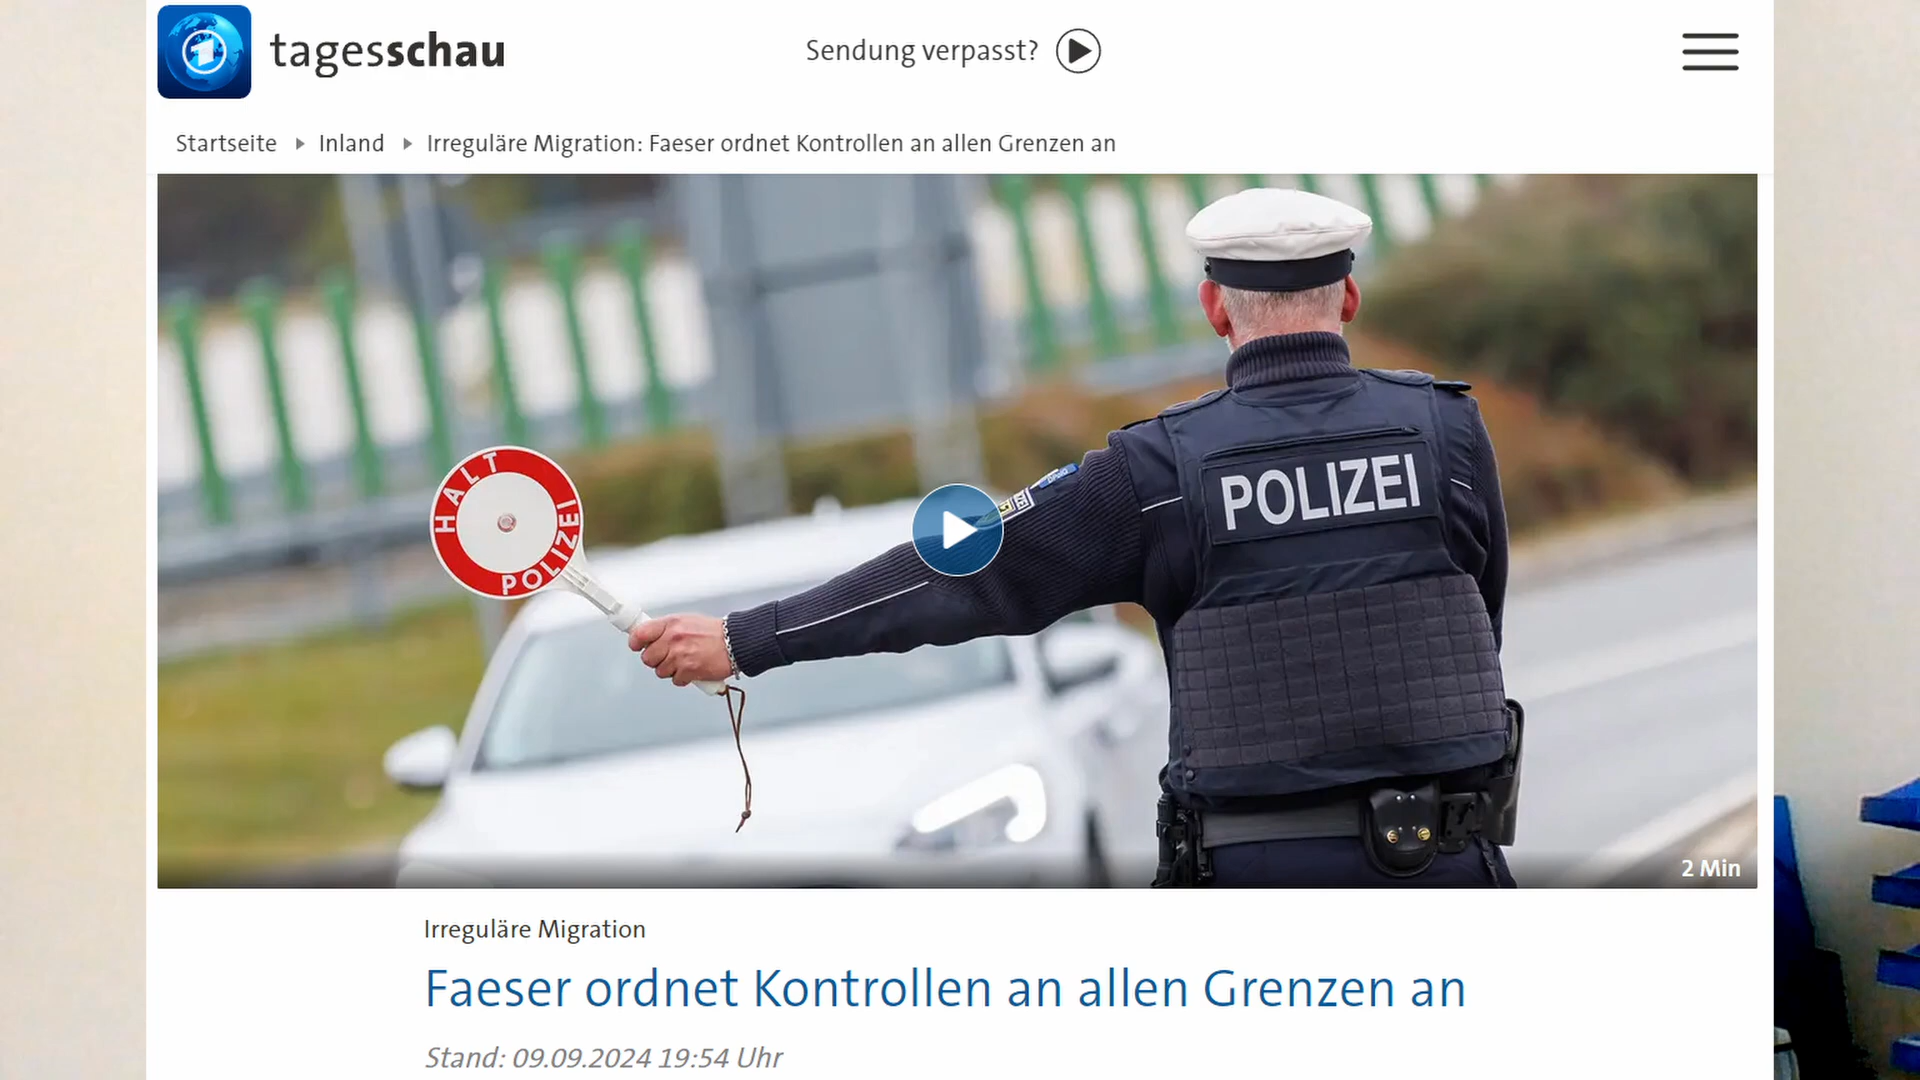 tagesschau
Sendung verpasst?
Startseite ▸ Inland ▸ Irreguläre Migration: Faeser ordnet Kontrollen an allen Grenzen an
HALT
POLIZEI
POLIZEI
2 Min
Irreguläre Migration
Faeser ordnet Kontrollen an allen Grenzen an
Stand: 09.09.2024 19:54 Uhr